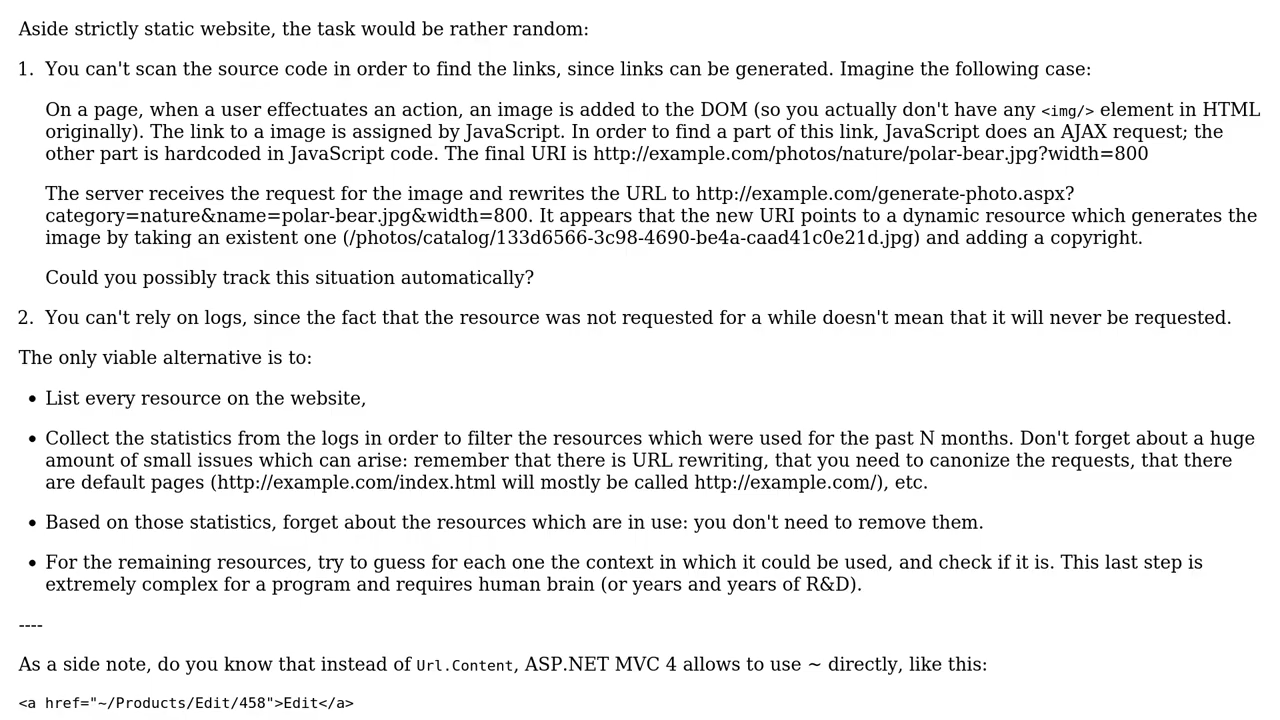 Aside strictly static website, the task would be rather random:
1. You can't scan the source code in order to find the links, since links can be generated. Imagine the following case:
On a page, when a user effectuates an action, an image is added to the DOM (so you actually don't have any <img/> element in HTML
originally). The link to a image is assigned by JavaScript. In order to find a part of this link, JavaScript does an AJAX request; the
other part is hardcoded in JavaScript code. The final URI is http://example.com/photos/nature/polar-bear.jpg?width=800
The server receives the request for the image and rewrites the URL to http://example.com/generate-photo.aspx?
category=nature&name=polar-bear.jpg&width=800. It appears that the new URI points to a dynamic resource which generates the
image by taking an existent one (/photos/catalog/133d6566-3c98-4690-be4a-caad41c0e21d.jpg) and adding a copyright.
Could you possibly track this situation automatically?
2. You can't rely on logs, since the fact that the resource was not requested for a while doesn't mean that it will never be requested.
The only viable alternative is to:
• List every resource on the website,
• Collect the statistics from the logs in order to filter the resources which were used for the past N months. Don't forget about a huge
amount of small issues which can arise: remember that there is URL rewriting, that you need to canonize the requests, that there
are default pages (http://example.com/index.html will mostly be called http://example.com/), etc.
• Based on those statistics, forget about the resources which are in use: you don't need to remove them.
• For the remaining resources, try to guess for each one the context in which it could be used, and check if it is. This last step is
extremely complex for a program and requires human brain (or years and years of R&D).
----
As a side note, do you know that instead of Url.Content, ASP.NET MVC 4 allows to use ~ directly, like this:
<a href="~/Products/Edit/458">Edit</a>